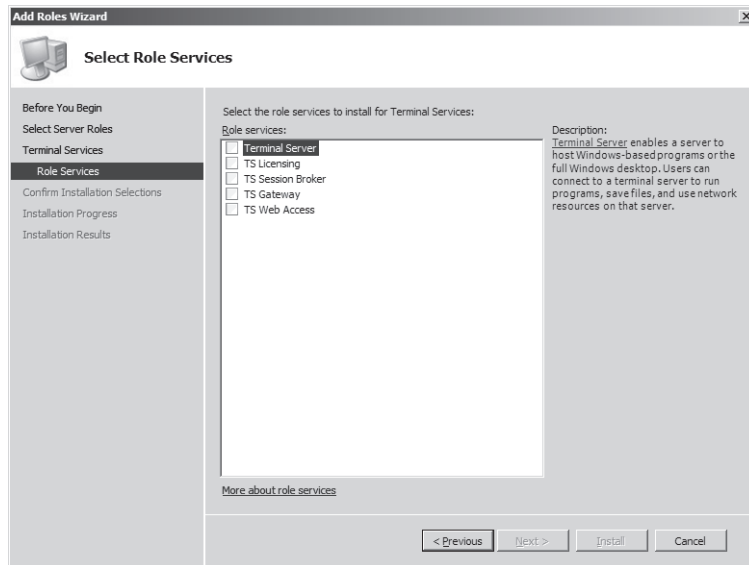 Add Roles Wizard
Select Role Services
Before You Begin
Select Server Roles
Terminal Services
Role Services
Confirm Installation Selections
Installation Progress
Installation Results
Select the role services to install for Terminal Services:
Role services:
Terminal Server
TS Licensing
TS Session Broker
TS Gateway
TS Web Access
More about role services
Description:
Terminal Server enables a server to
host Windows-based programs or the
full Windows desktop. Users can
connect to a terminal server to run
programs, save files, and use network
resources on that server.
< Previous
Next >
Install
Cancel